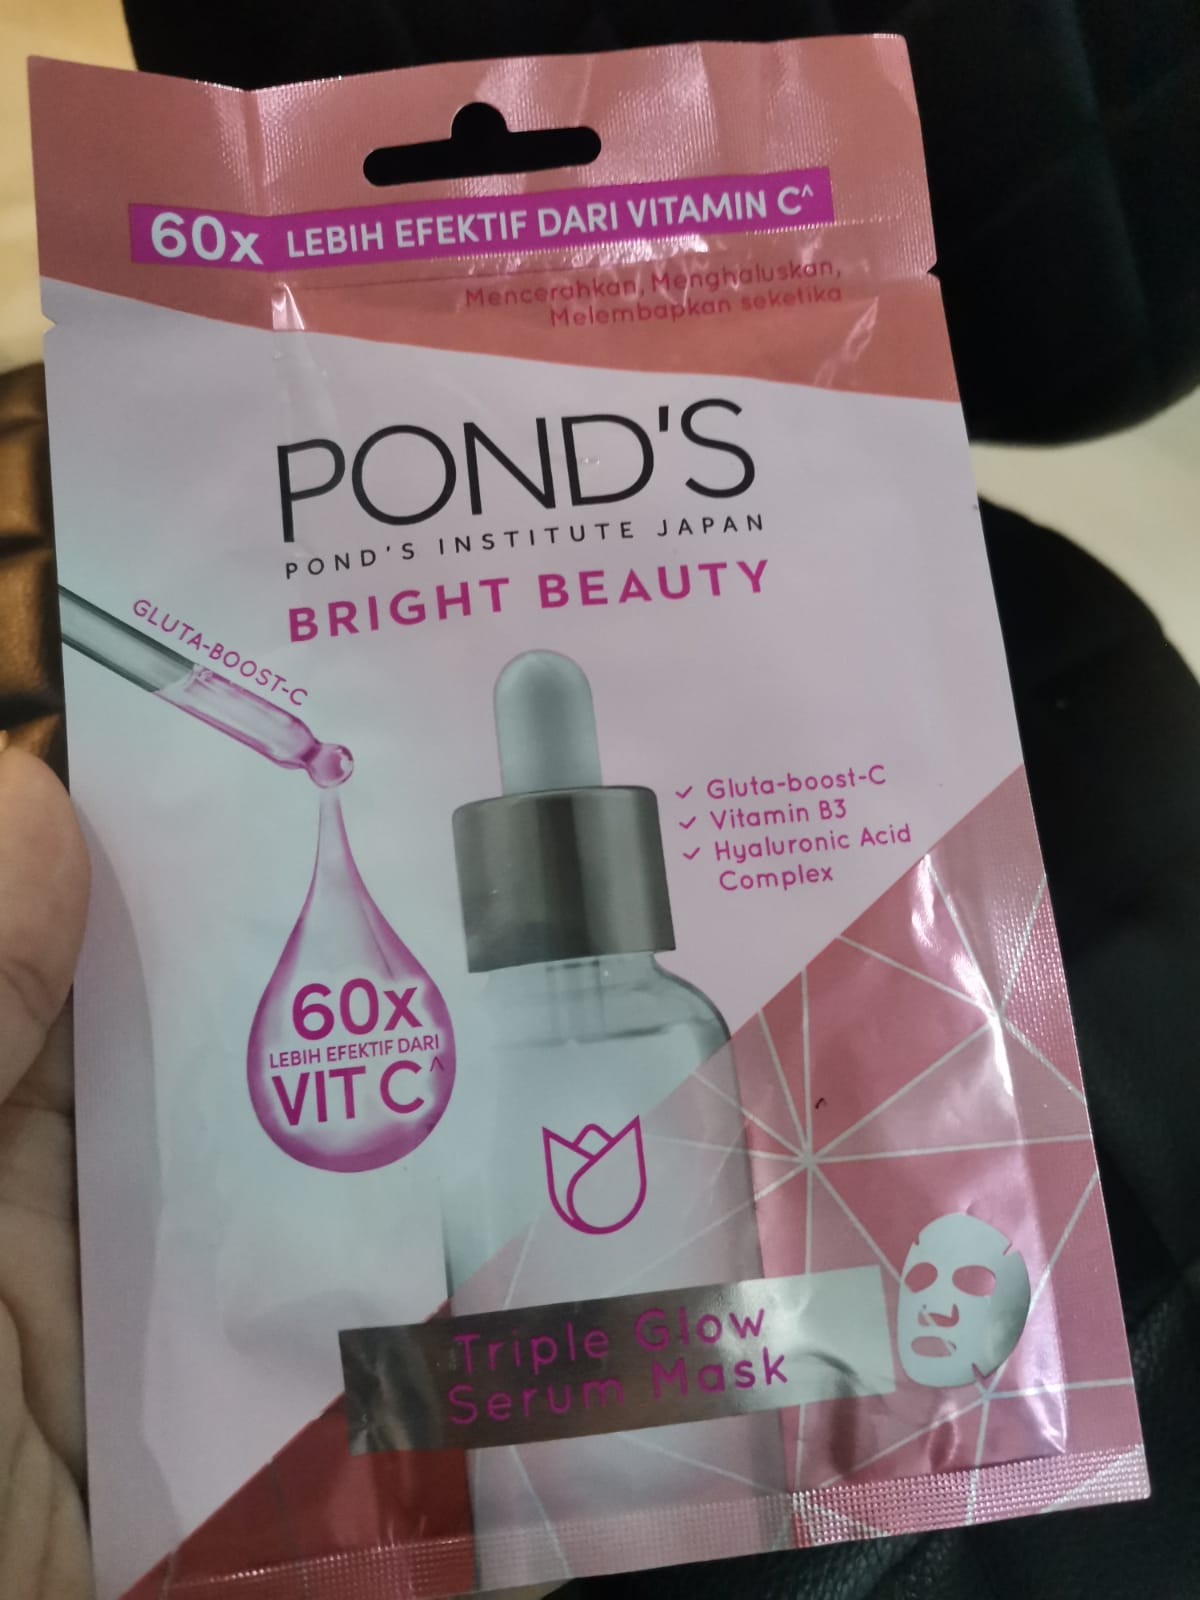 60x LEBIH EFEKTIF DARI VITAMIN C^
Mencerahkan, Menghaluskan,
Melembapkan seketika
POND'S
POND'S INSTITUTE JAPAN
BRIGHT BEAUTY
GLUTA-BOOST-C
✓ Gluta-boost-C
✓ Vitamin B3
✓ Hyaluronic Acid
Complex
60x
LEBIH EFEKTIF DARI
VIT C^
Triple Glow
Serum Mask